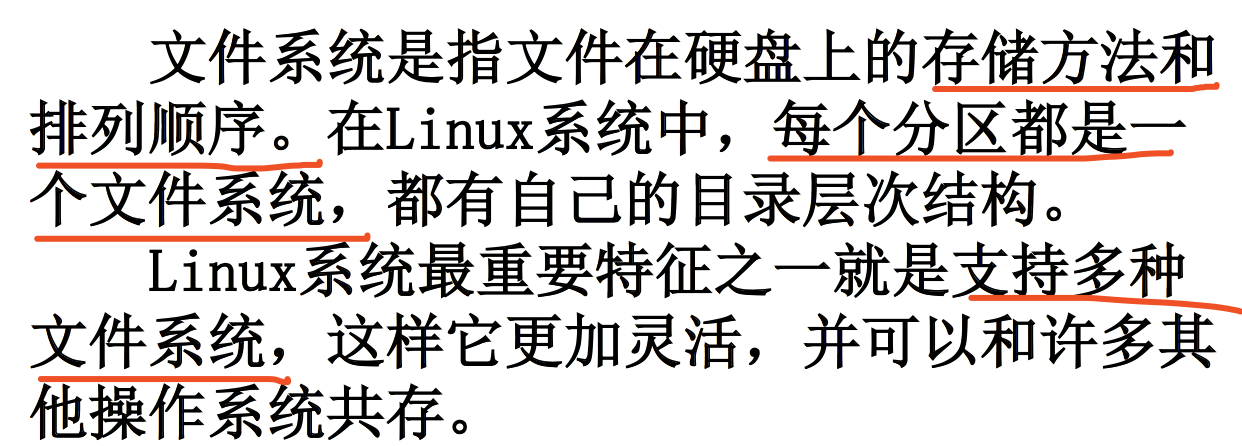 文件系统是指文件在硬盘上的存储方法和
排列顺序。在Linux系统中，每个分区都是一
个文件系统，都有自己的目录层次结构。
Linux系统最重要特征之一就是支持多种
文件系统，这样它更加灵活，并可以和许多其
他操作系统共存。